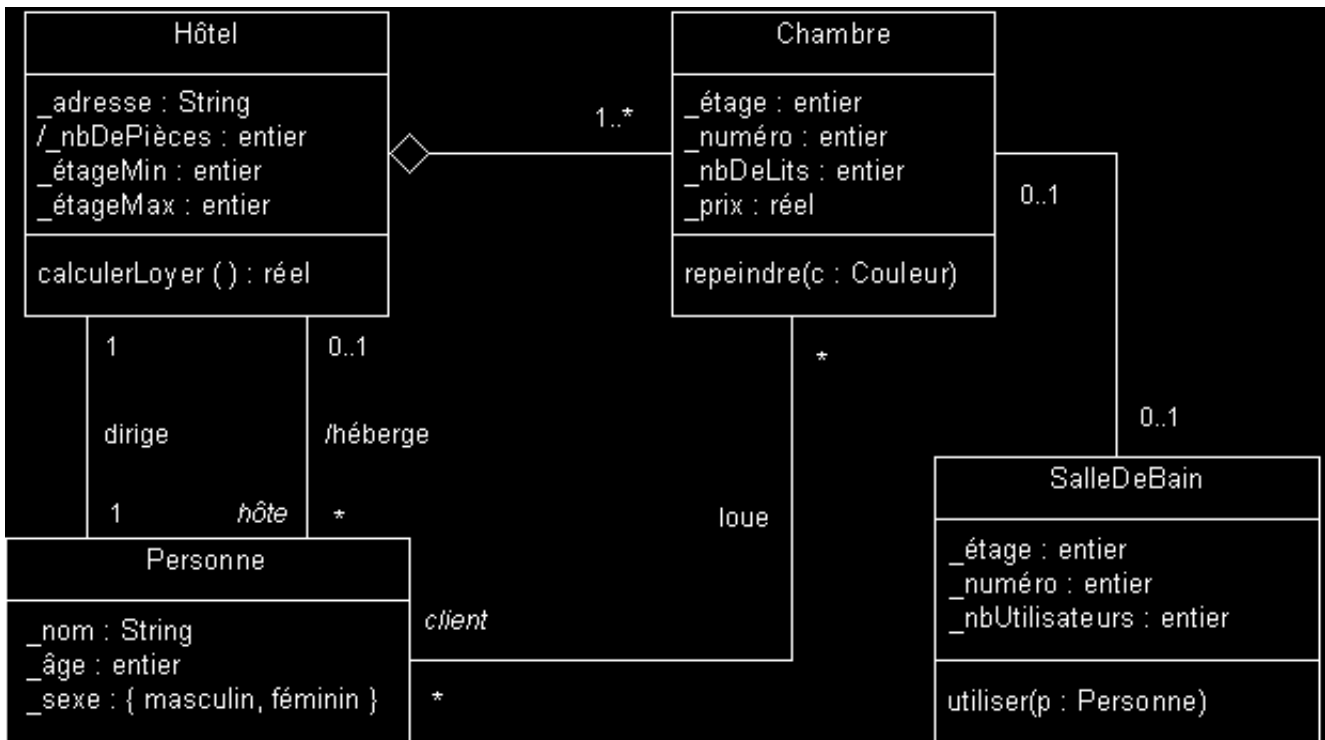 Hôtel
_adresse : String
/_nbDePièces : entier
_étageMin : entier
_étageMax : entier
calculerLoyer () : réel
1..*
Chambre
_étage : entier
_numéro : entier
_nbDeLits : entier
_prix : réel
repeindre(c : Couleur)
0..1
1
0..1
*
dirige
/héberge
0..1
1
hôte
*
loue
SalleDeBain
_étage : entier
_numéro : entier
_nbUtilisateurs : entier
utiliser(p : Personne)
Personne
_nom : String
_âge : entier
_sexe : { masculin, féminin }
client
*